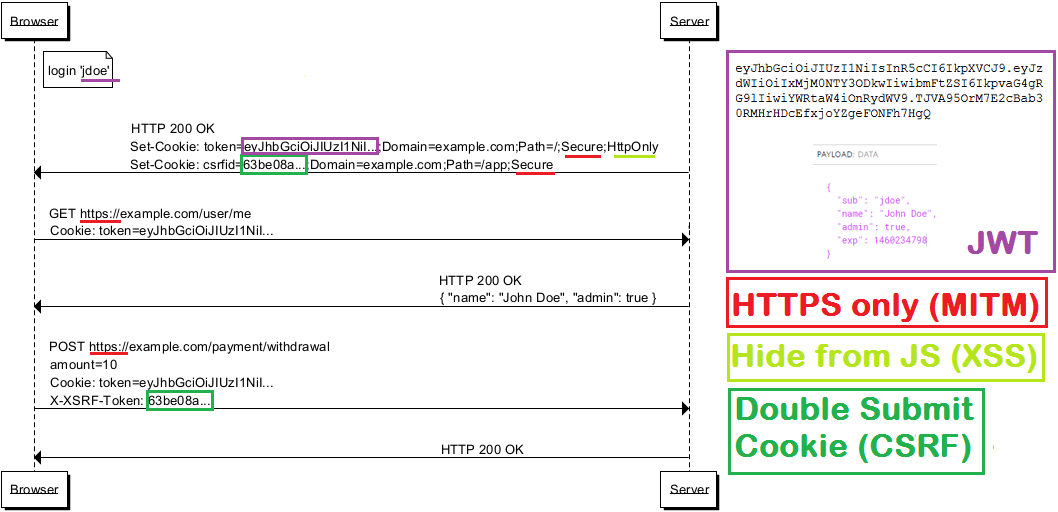 Browser
Server
login 'jdoe'
HTTP 200 OK
Set-Cookie: token=eyJhbGciOiJIUzI1NiI...;Domain=example.com;Path=/;Secure;HttpOnly
Set-Cookie: csrfid=63be08a...;Domain=example.com;Path=/app;Secure
GET https://example.com/user/me
Cookie: token=eyJhbGciOiJIUzI1NiI...
HTTP 200 OK
{ "name": "John Doe", "admin": true }
POST https://example.com/payment/withdrawal
amount=10
Cookie: token=eyJhbGciOiJIUzI1NiI...
X-XSRF-Token: 63be08a...
HTTP 200 OK
Browser
Server
eyJhbGciOiJIUzI1NiIsInR5cCI6IkpXVCJ9.eyJz
dWIiOiIxMjM0NTY3ODkwIiwibmFtZSI6IkpvaG4gR
G9lIiwiYWRtaW4iOnRydWV9.TJVA95OrM7E2cBab3
0RMHrHDcEfxjoYZgeFONFh7HgQ
PAYLOAD: DATA
{
"sub": "jdoe",
"name": "John Doe",
"admin": true,
"exp": 1460234798
}
JWT
HTTPS only (MITM)
Hide from JS (XSS)
Double Submit
Cookie (CSRF)